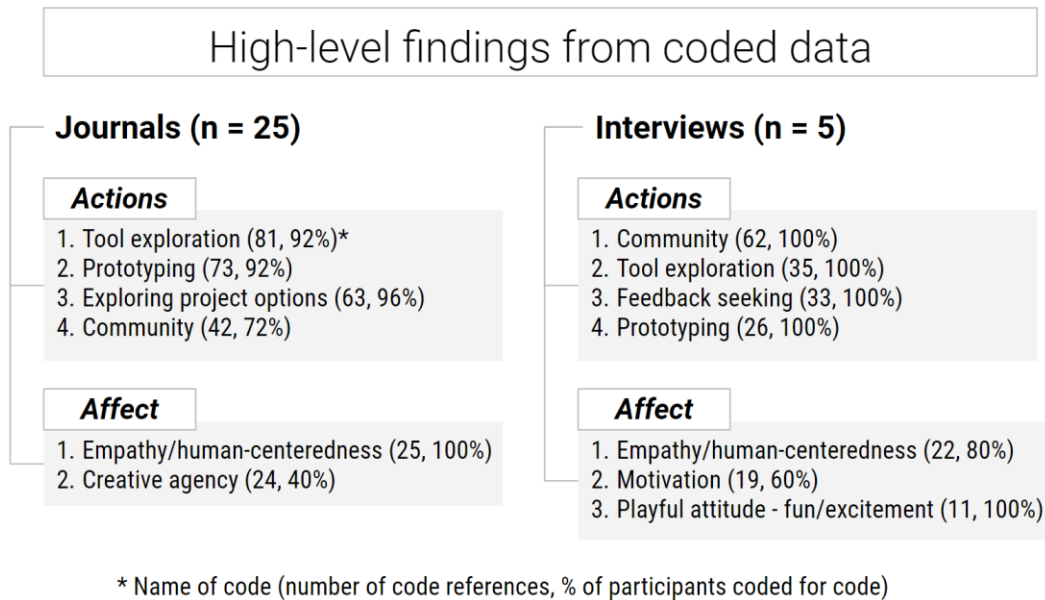 High-level findings from coded data
Journals (n = 25)
Actions
1. Tool exploration (81, 92%)*
2. Prototyping (73, 92%)
3. Exploring project options (63, 96%)
4. Community (42, 72%)
Affect
1. Empathy/human-centeredness (25, 100%)
2. Creative agency (24, 40%)
Interviews (n = 5)
Actions
1. Community (62, 100%)
2. Tool exploration (35, 100%)
3. Feedback seeking (33, 100%)
4. Prototyping (26, 100%)
Affect
1. Empathy/human-centeredness (22, 80%)
2. Motivation (19, 60%)
3. Playful attitude - fun/excitement (11, 100%)
* Name of code (number of code references, % of participants coded for code)